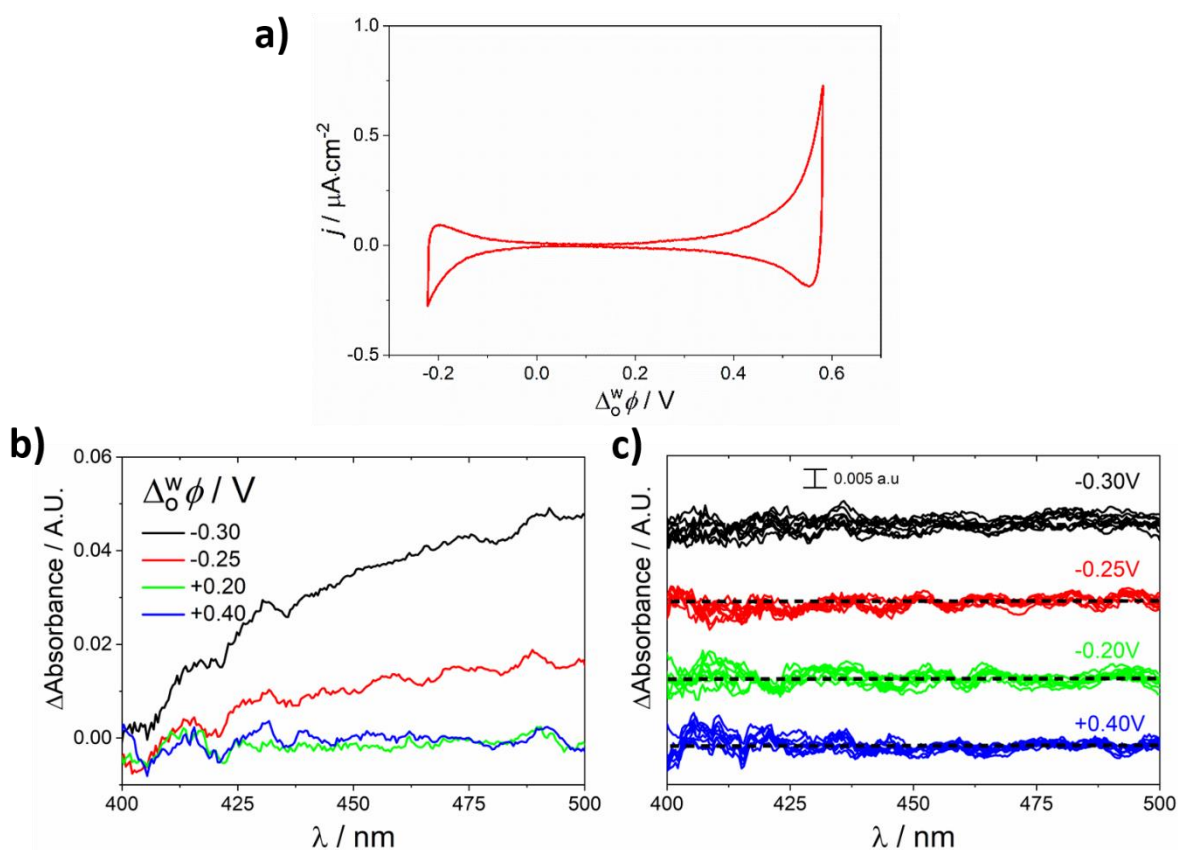 a)
1.0
0.5
0.0
-0.5
j / μA·cm⁻²
-0.2 0.0 0.2 0.4 0.6
Δ_o^w ϕ / V
b)
0.06
0.04
0.02
0.00
ΔAbsorbance / A.U.
Δ_o^w ϕ / V
-0.30
-0.25
+0.20
+0.40
400 425 450 475 500
λ / nm
c)
ΔAbsorbance / A.U.
0.005 a.u
-0.30V
-0.25V
-0.20V
+0.40V
400 425 450 475 500
λ / nm